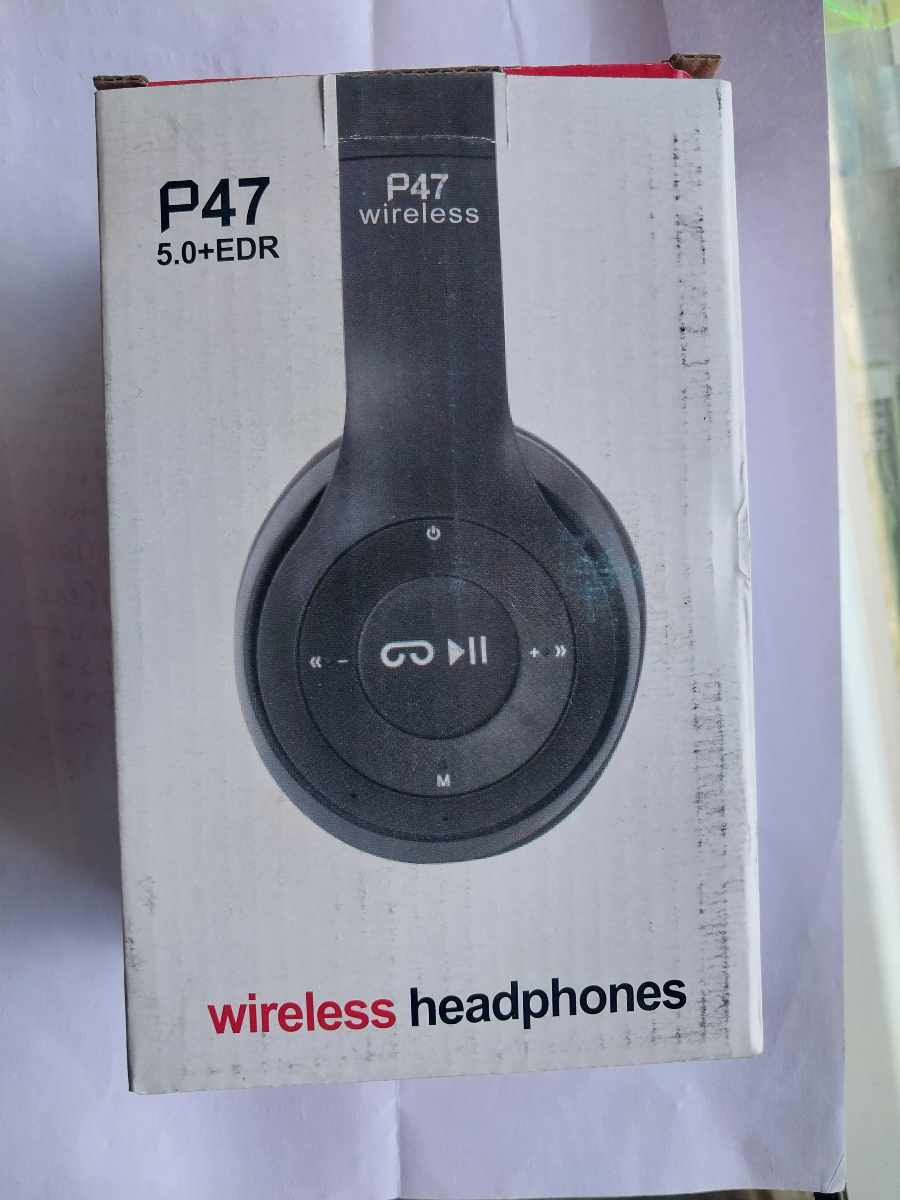 P47
5.0+EDR
P47
wireless
« - + »
M
wireless headphones